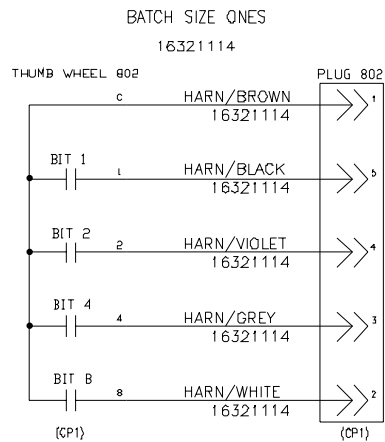 BATCH SIZE ONES
16321114
THUMB WHEEL 802
PLUG 802
C HARN/BROWN 1
16321114
BIT 1
1 HARN/BLACK 5
16321114
BIT 2
2 HARN/VIOLET 4
16321114
BIT 4
4 HARN/GREY 3
16321114
BIT 8
8 HARN/WHITE 2
16321114
(CP1) (CP1)